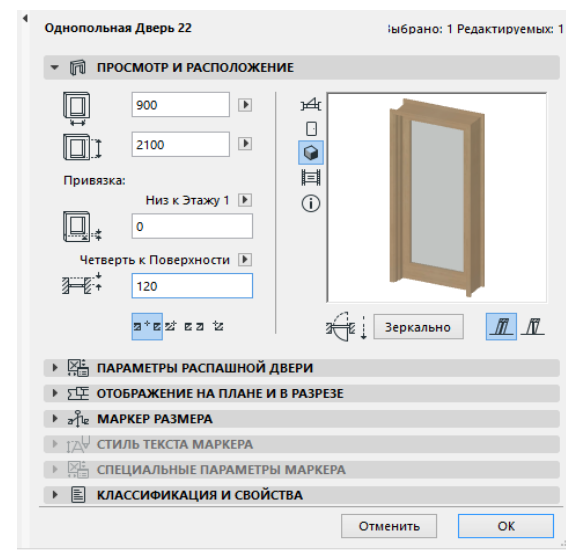 Однопольная Дверь 22
ыбрано: 1 Редактируемых: 1
ПРОСМОТР И РАСПОЛОЖЕНИЕ
900
2100
Привязка:
Низ к Этажу 1
0
Четверть к Поверхности
120
Зеркально
ПАРАМЕТРЫ РАСПАШНОЙ ДВЕРИ
ОТОБРАЖЕНИЕ НА ПЛАНЕ И В РАЗРЕЗЕ
МАРКЕР РАЗМЕРА
СТИЛЬ ТЕКСТА МАРКЕРА
СПЕЦИАЛЬНЫЕ ПАРАМЕТРЫ МАРКЕРА
КЛАССИФИКАЦИЯ И СВОЙСТВА
Отменить
OK